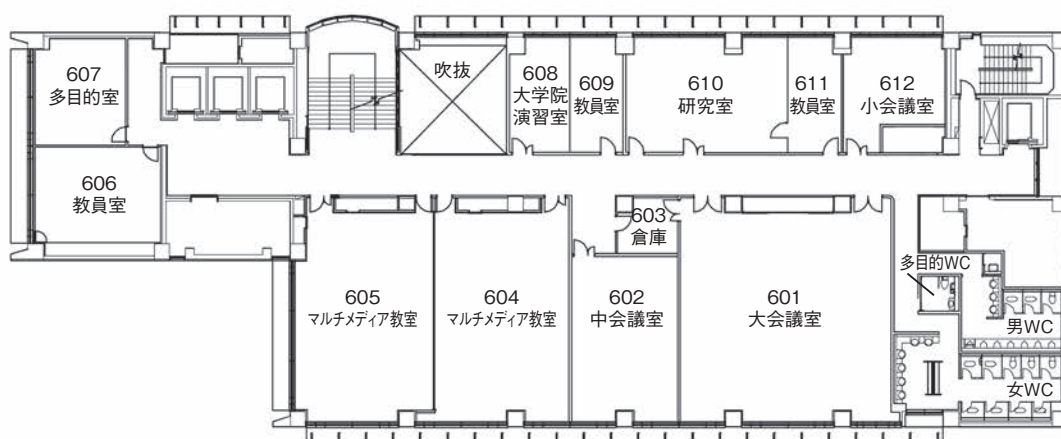 607
多目的室
606
教員室
吹抜
608
大学院
演習室
609
教員室
610
研究室
611
教員室
612
小会議室
603
倉庫
605
マルチメディア教室
604
マルチメディア教室
602
中会議室
601
大会議室
多目的WC
男WC
女WC